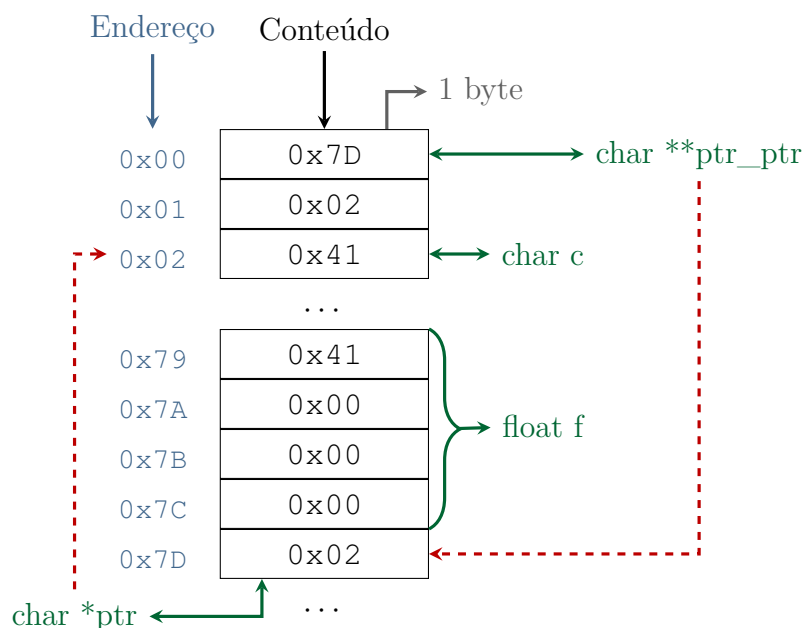 Endereço Conteúdo
1 byte
0x00 0x7D char **ptr_ptr
0x01 0x02
0x02 0x41 char c
...
0x79 0x41
0x7A 0x00
float f
0x7B 0x00
0x7C 0x00
0x7D 0x02
char *ptr ...